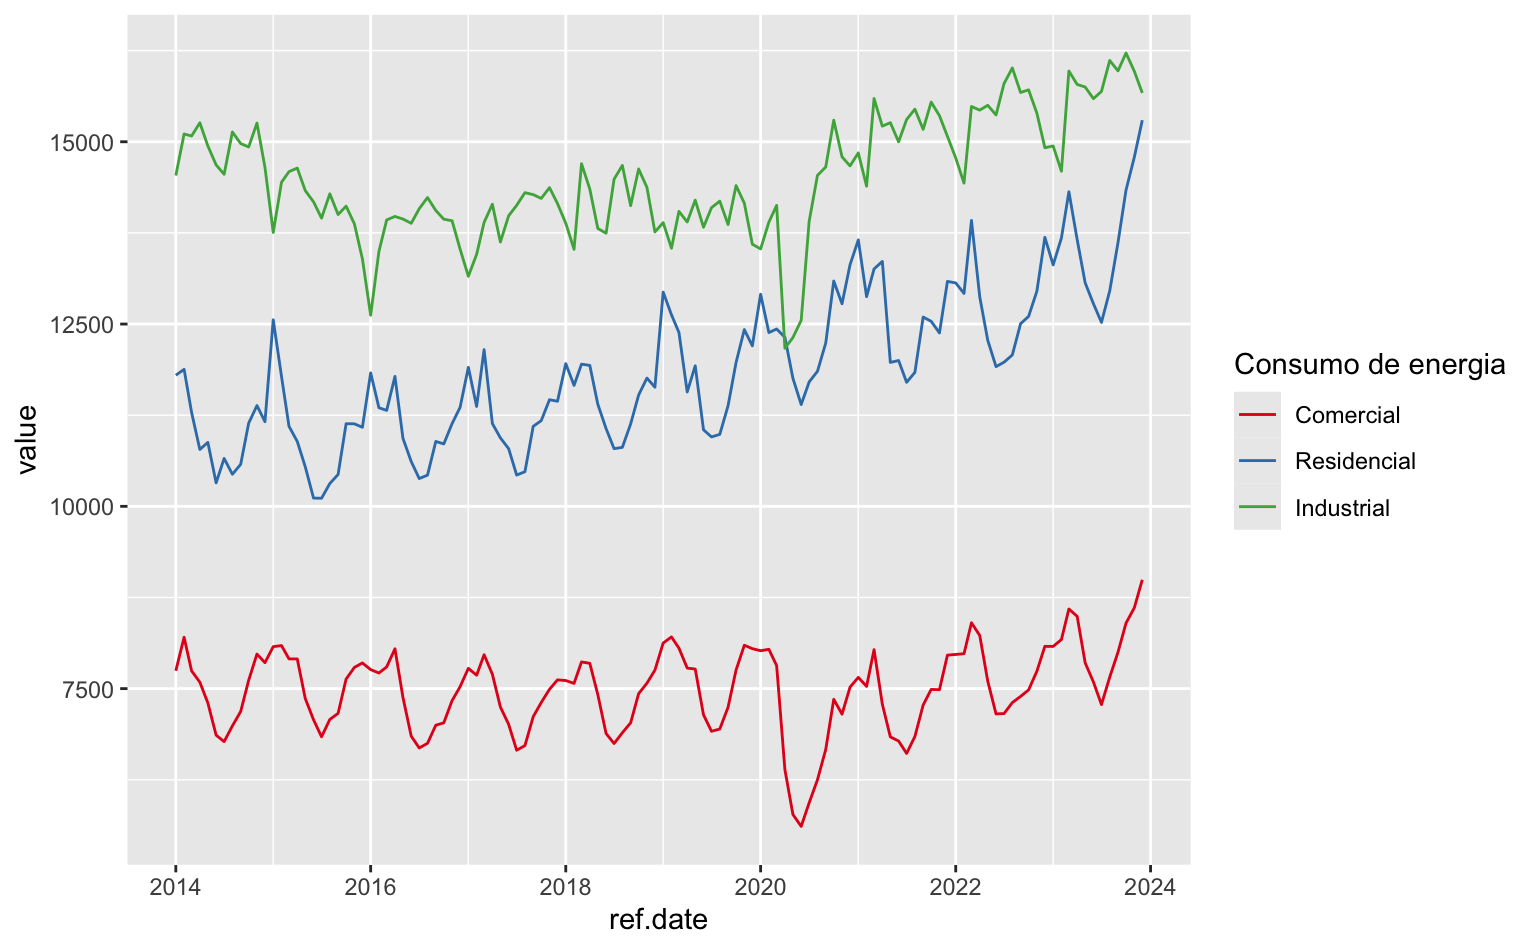 value
15000
12500
10000
7500
2014 2016 2018 2020 2022 2024
ref.date
Consumo de energia
Comercial
Residencial
Industrial